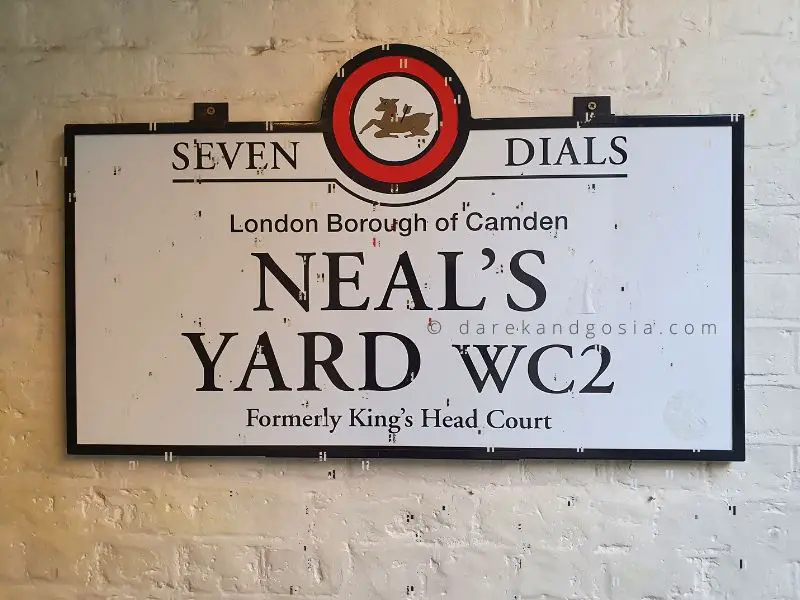 SEVEN DIALS
London Borough of Camden
NEAL'S
YARD WC2
© darekandgosia.com
Formerly King's Head Court